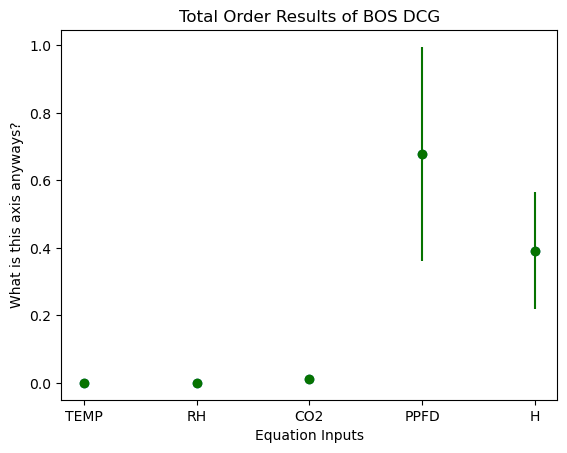 Total Order Results of BOS DCG
What is this axis anyways?
1.0
0.8
0.6
0.4
0.2
0.0
TEMP RH CO2 PPFD H
Equation Inputs